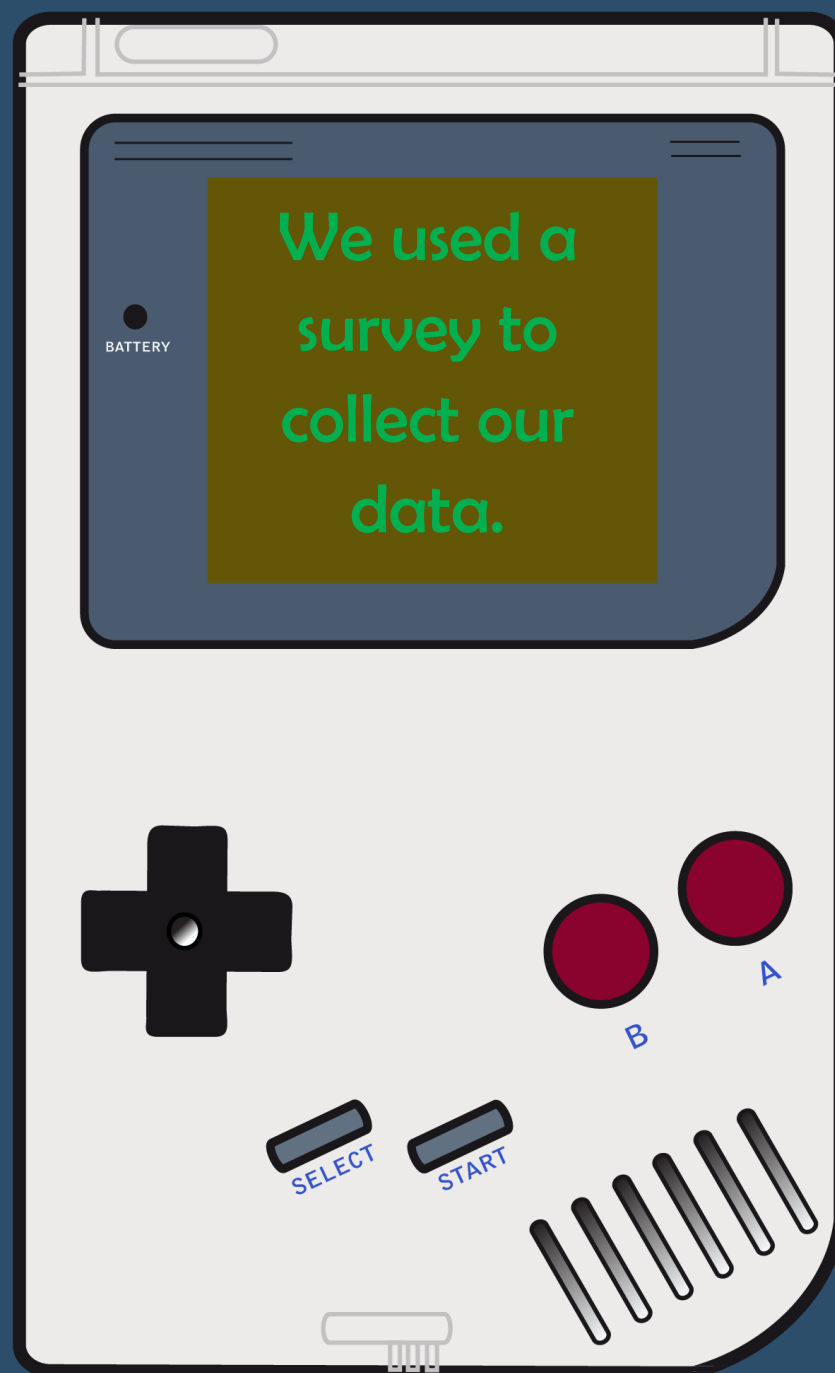 We used a
survey to
collect our
data.
BATTERY
A
B
SELECT
START